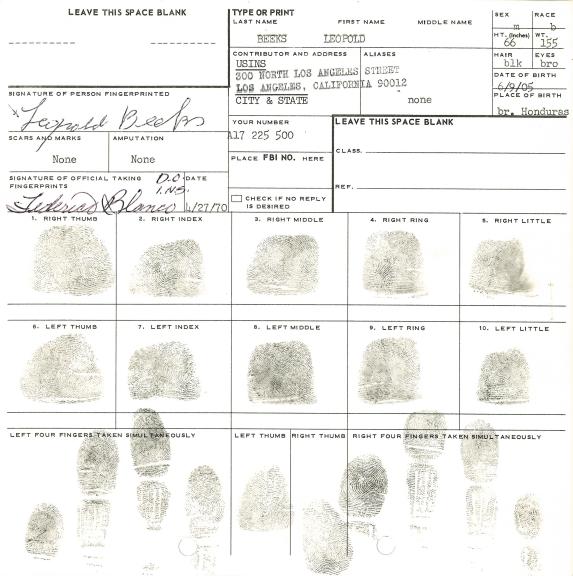 LEAVE THIS SPACE BLANK
TYPE OR PRINT
LAST NAME FIRST NAME MIDDLE NAME
BEEKS LEOPOLD
SEX RACE
m b
HT. (Inches) WT.
66 155
HAIR EYES
blk bro
DATE OF BIRTH
6/9/05
PLACE OF BIRTH
br. Honduras
CONTRIBUTOR AND ADDRESS ALIASES
USINS
300 NORTH LOS ANGELES STREET
LOS ANGELES, CALIFORNIA 90012
CITY & STATE none
SIGNATURE OF PERSON FINGERPRINTED
Leopold Beeks
SCARS AND MARKS AMPUTATION
None None
YOUR NUMBER
A17 225 500
PLACE FBI NO. HERE
LEAVE THIS SPACE BLANK
CLASS.
REF.
SIGNATURE OF OFFICIAL TAKING FINGERPRINTS D.O. DATE
I.N.S.
Federico Blanco 4/27/70
CHECK IF NO REPLY
IS DESIRED
1. RIGHT THUMB 2. RIGHT INDEX 3. RIGHT MIDDLE 4. RIGHT RING 5. RIGHT LITTLE
6. LEFT THUMB 7. LEFT INDEX 8. LEFT MIDDLE 9. LEFT RING 10. LEFT LITTLE
LEFT FOUR FINGERS TAKEN SIMULTANEOUSLY LEFT THUMB RIGHT THUMB RIGHT FOUR FINGERS TAKEN SIMULTANEOUSLY